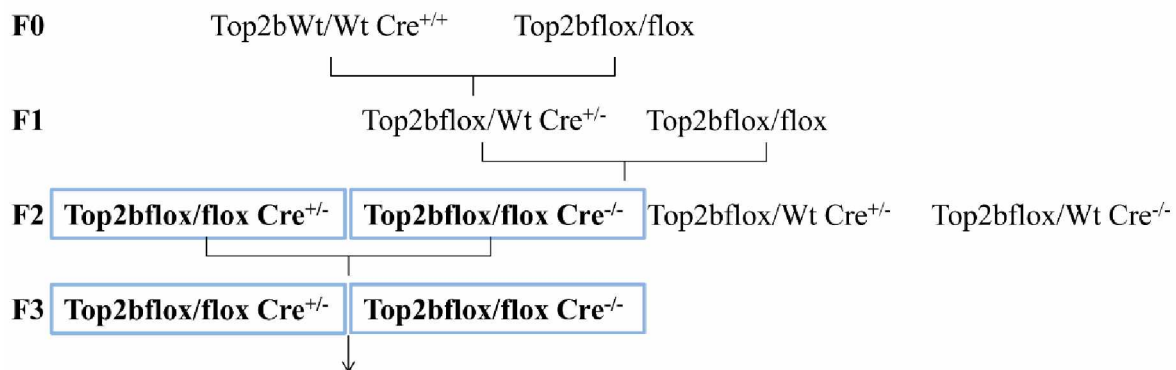 F0 Top2bWt/Wt Cre+/+ Top2bflox/flox
F1 Top2bflox/Wt Cre+/- Top2bflox/flox
F2 Top2bflox/flox Cre+/- Top2bflox/flox Cre-/- Top2bflox/Wt Cre+/- Top2bflox/Wt Cre-/-
F3 Top2bflox/flox Cre+/- Top2bflox/flox Cre-/-